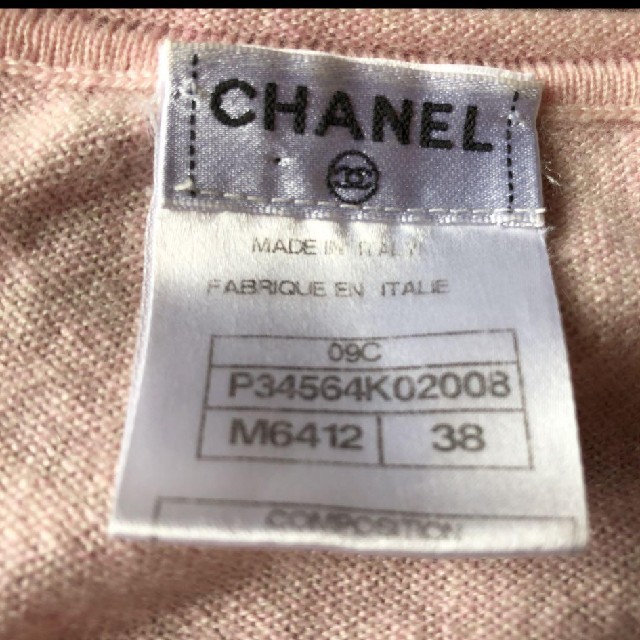 CHANEL
MADE IN ITALY
FABRIQUE EN ITALIE
09C
P34564K02008
M6412 38
COMPOSITION